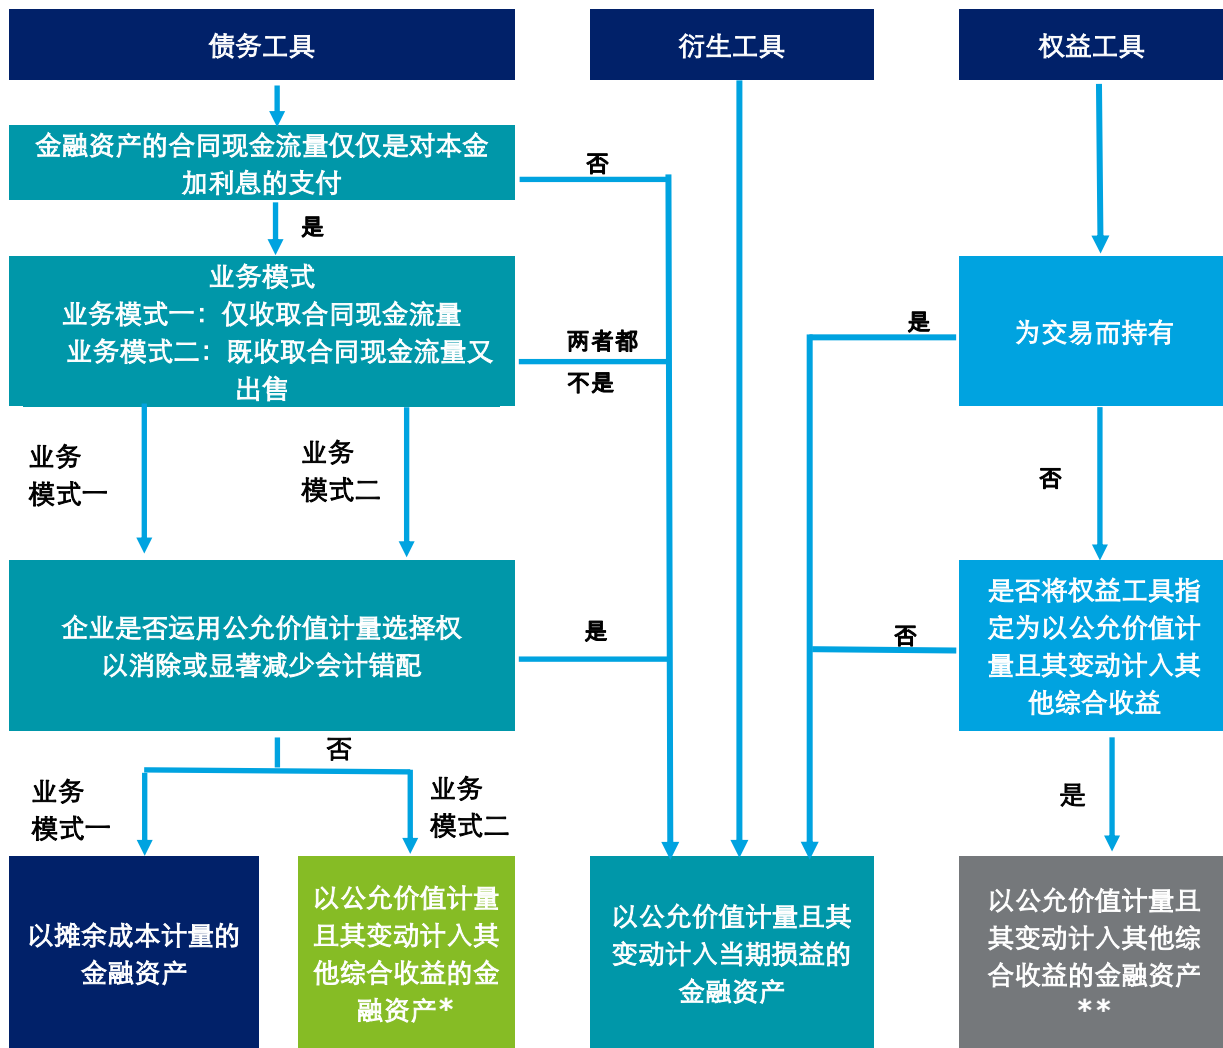 债务工具
衍生工具
权益工具
金融资产的合同现金流量仅仅是对本金
加利息的支付
否
是
业务模式
业务模式一：仅收取合同现金流量
业务模式二：既收取合同现金流量又
出售
两者都
不是
是
为交易而持有
业务
模式一
业务
模式二
否
企业是否运用公允价值计量选择权
以消除或显著减少会计错配
是
否
是否将权益工具指
定为以公允价值计
量且其变动计入其
他综合收益
否
业务
模式一
业务
模式二
是
以摊余成本计量的
金融资产
以公允价值计量
且其变动计入其
他综合收益的金
融资产*
以公允价值计量且其
变动计入当期损益的
金融资产
以公允价值计量且
其变动计入其他综
合收益的金融资产
**